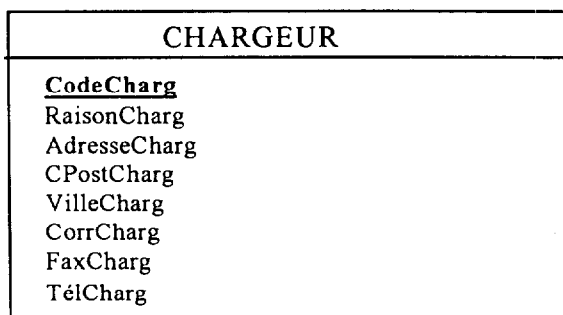 CHARGEUR
CodeCharg
RaisonCharg
AdresseCharg
CPostCharg
VilleCharg
CorrCharg
FaxCharg
TélCharg